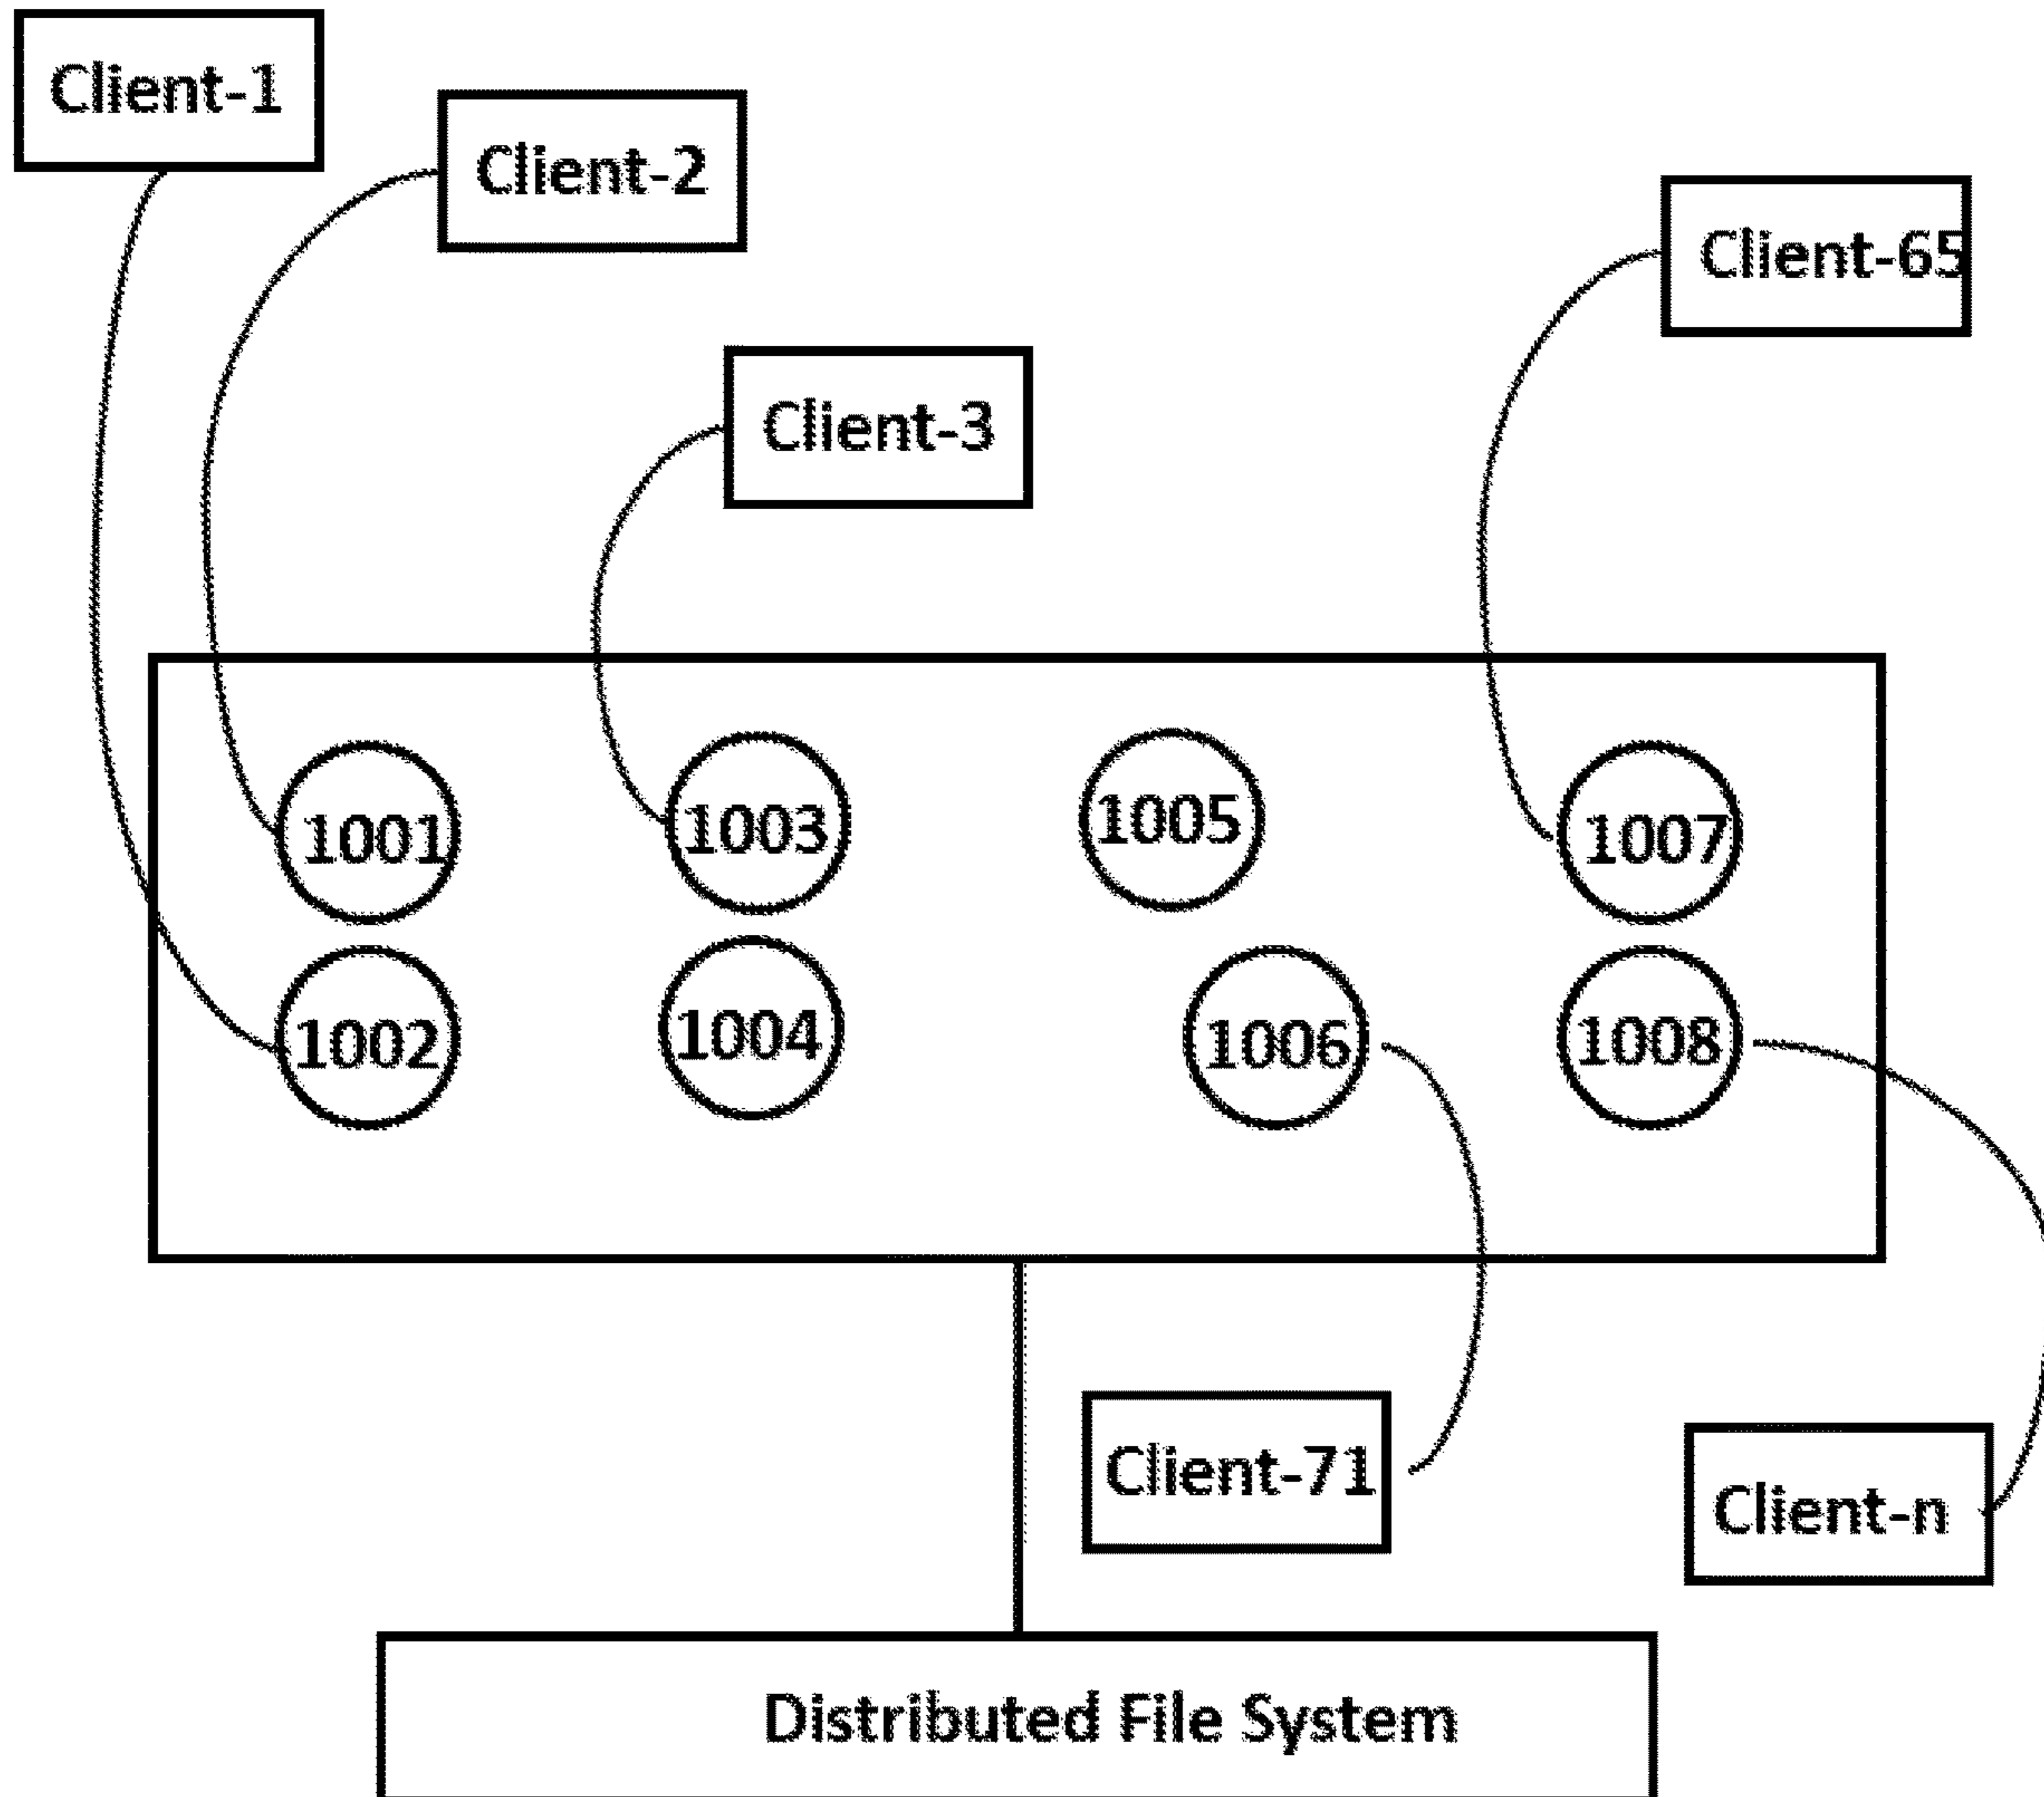 Client-1
Client-2
Client-65
Client-3
1001
1003
1005
1007
1002
1004
1006
1008
Client-71
Client-n
Distributed File System